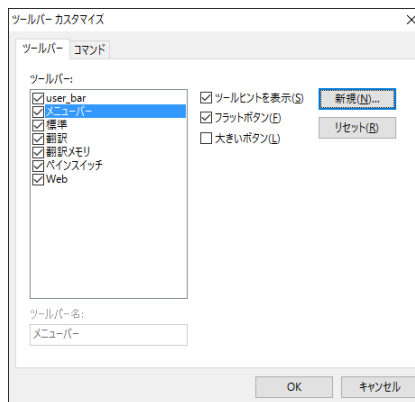 ツールバー カスタマイズ
ツールバー コマンド
ツールバー:
user_bar
メニューバー
標準
翻訳
翻訳メモリ
ペインスイッチ
Web
ツールヒントを表示(S)
フラットボタン(F)
大きいボタン(L)
新規(N)...
リセット(R)
ツールバー名:
メニューバー
OK キャンセル